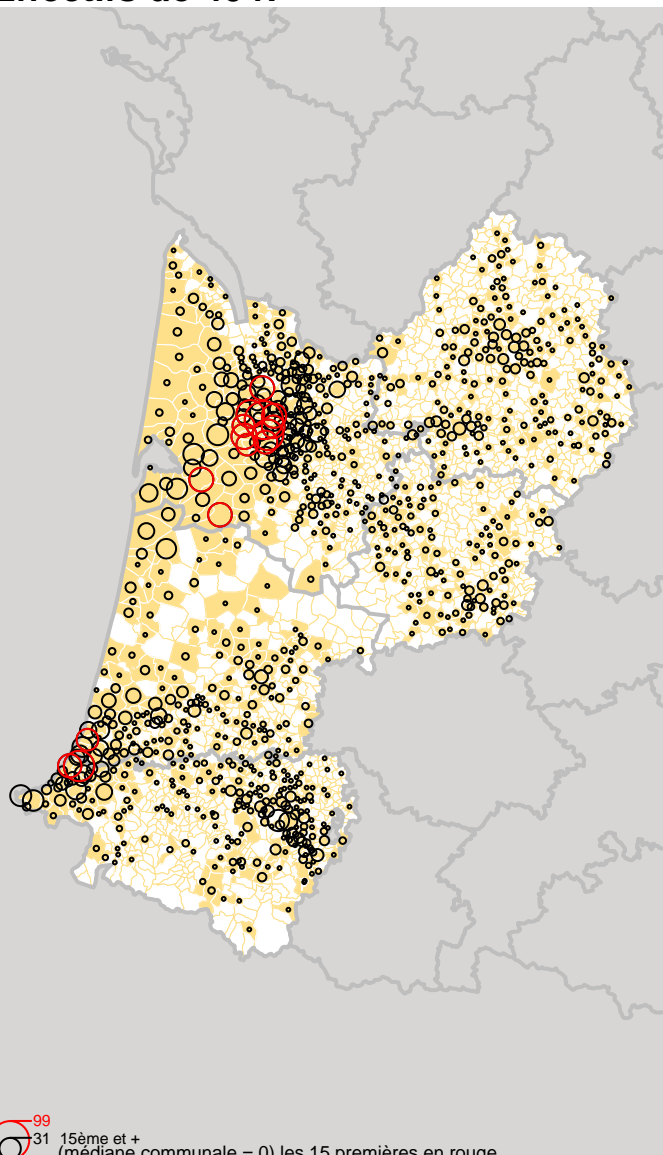 99
31 15ème et +
(médiane communale = 0) les 15 premières en rouge